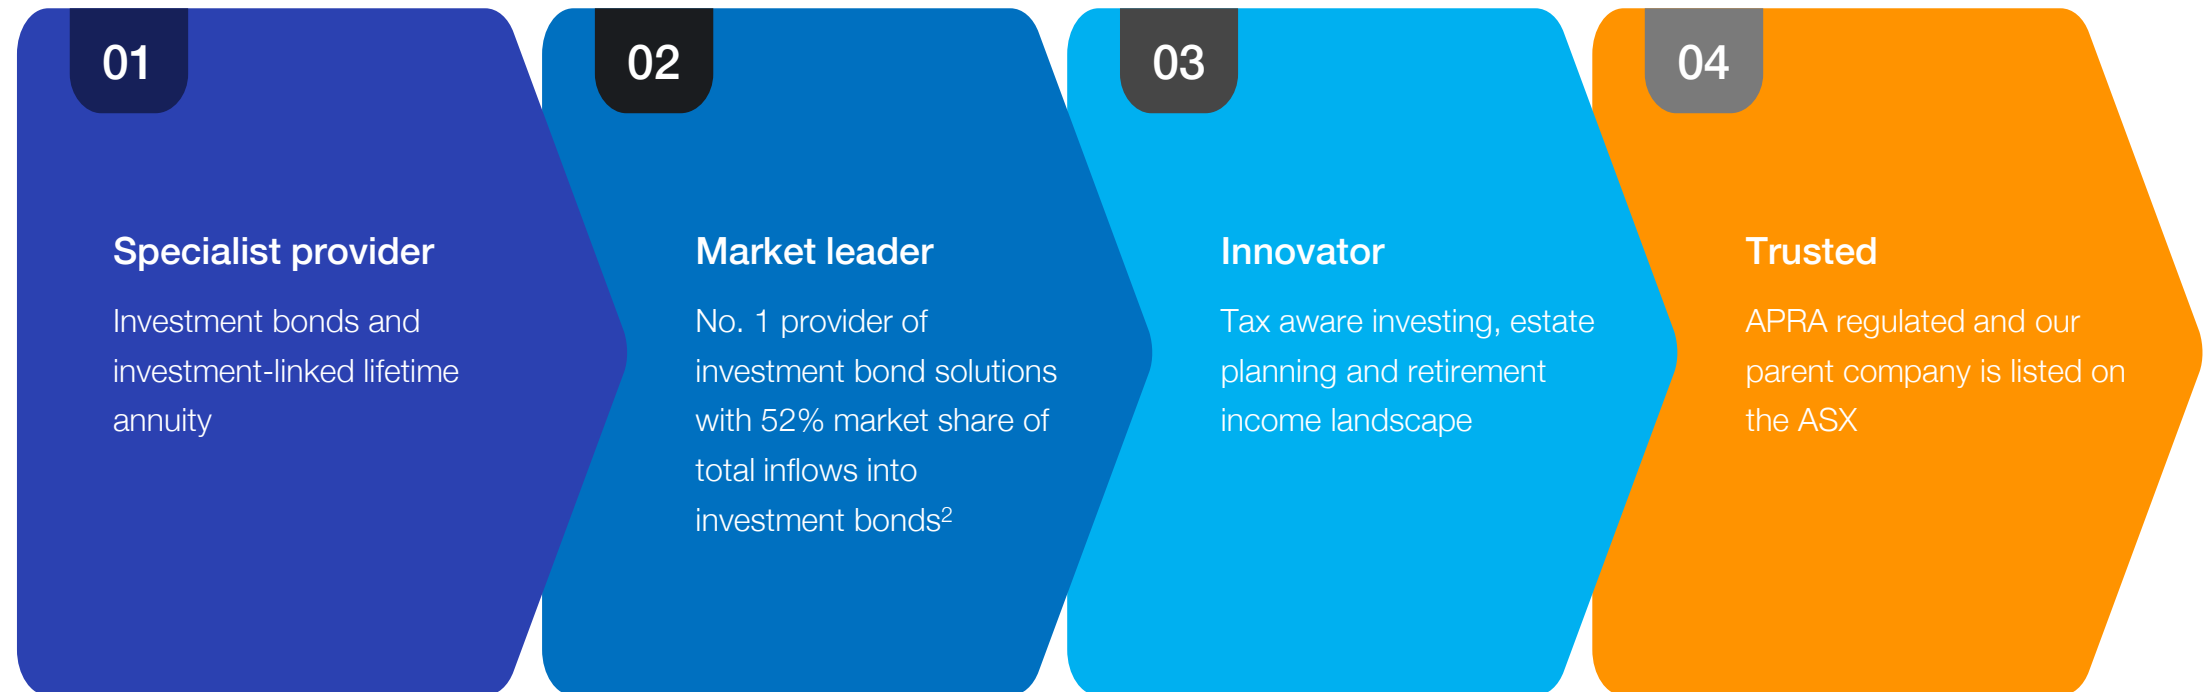 01
Specialist provider
Investment bonds and
investment-linked lifetime
annuity
02
Market leader
No. 1 provider of
investment bond solutions
with 52% market share of
total inflows into
investment bonds²
03
Innovator
Tax aware investing, estate
planning and retirement
income landscape
04
Trusted
APRA regulated and our
parent company is listed on
the ASX